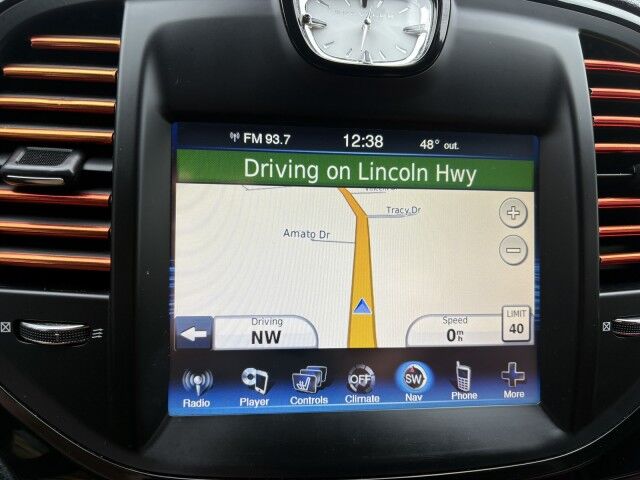 FM 93.7 12:38 48° out.
Driving on Lincoln Hwy
Tracy Dr
Amato Dr
Driving
NW
Speed
0 m/h
LIMIT
40
OFF
SW
Radio Player Controls Climate Nav Phone More